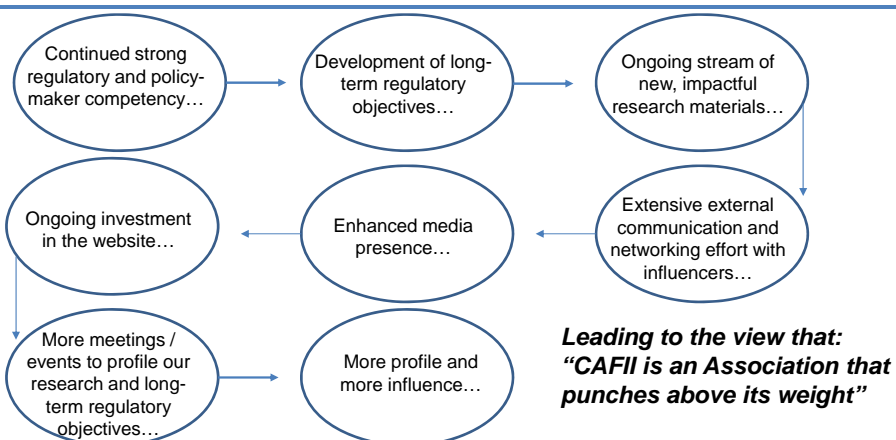 Continued strong
regulatory and policy-
maker competency…
Development of long-
term regulatory
objectives…
Ongoing stream of
new, impactful
research materials…
Extensive external
communication and
networking effort with
influencers…
Enhanced media
presence…
Ongoing investment
in the website…
More meetings /
events to profile our
research and long-
term regulatory
objectives…
More profile and
more influence…
Leading to the view that:
“CAFII is an Association that
punches above its weight”